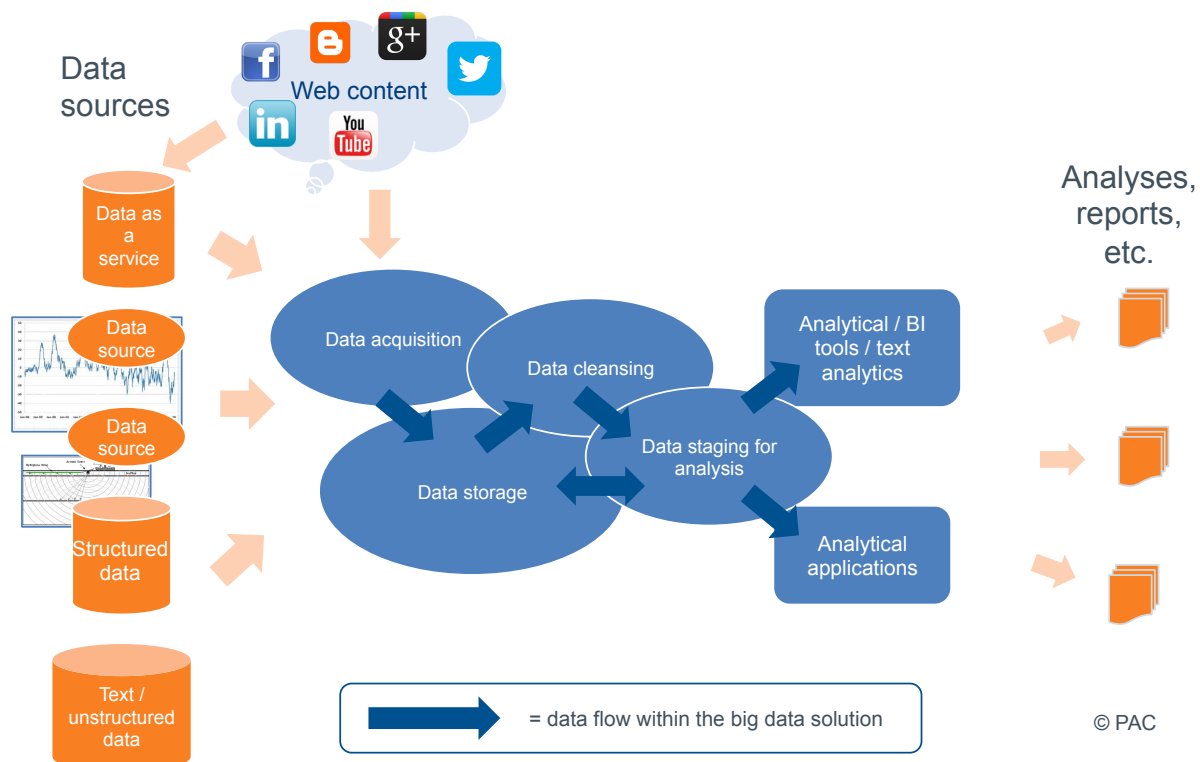 Data
sources
g+
f
Web content
in
You
Tube
Analyses,
reports,
etc.
Data as
a
service
Data
source
Data
source
Structured
data
Text /
unstructured
data
Data acquisition
Data cleansing
Data storage
Data staging for
analysis
Analytical / BI
tools / text
analytics
Analytical
applications
= data flow within the big data solution
© PAC